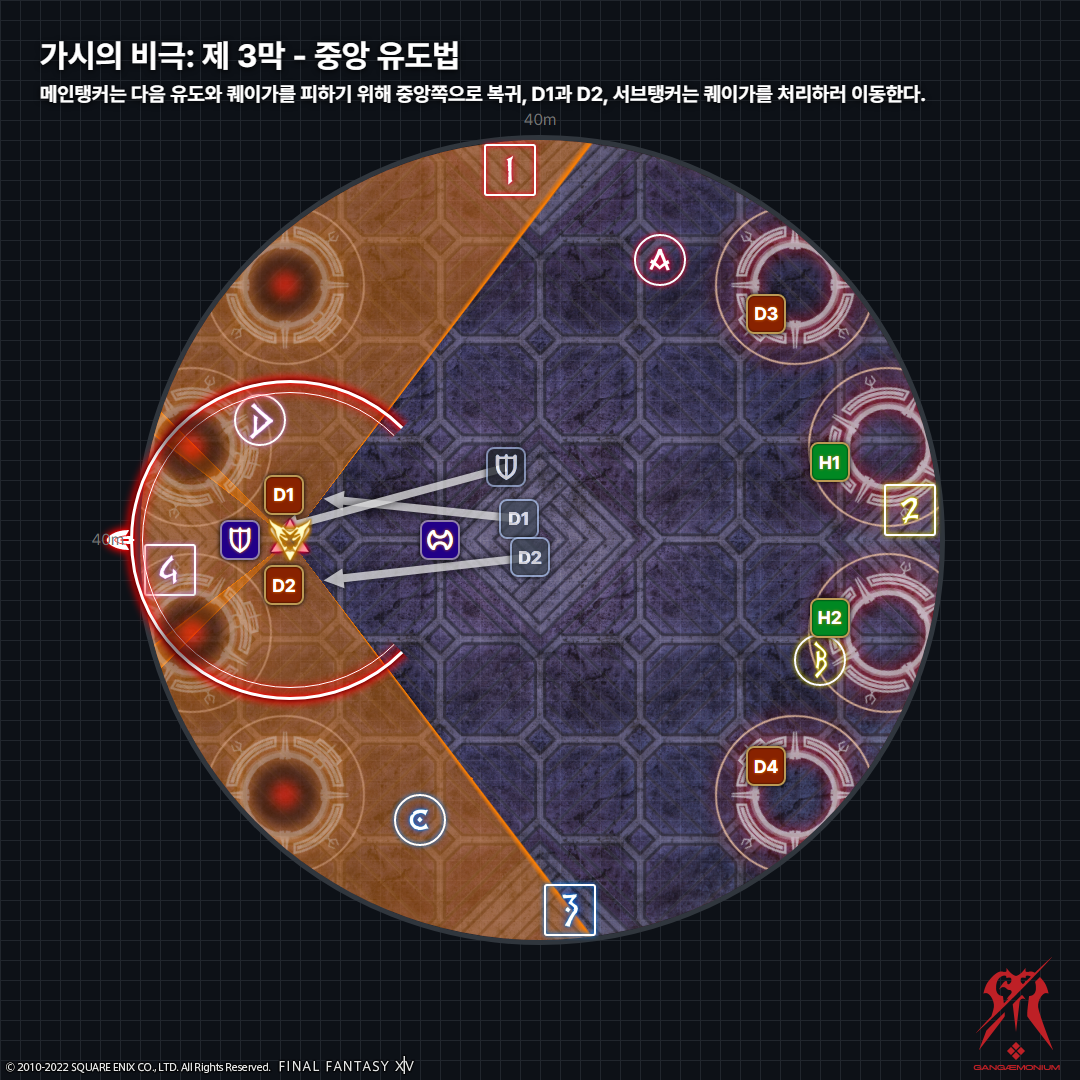 가시의 비극: 제 3막 - 중앙 유도법
메인탱커는 다음 유도와 퀘이가를 피하기 위해 중앙쪽으로 복귀, D1과 D2, 서브탱커는 퀘이가를 처리하러 이동한다.
40m
1
A
D3
D
H1
D1
2
D1
40m
D2
4
D2
H2
B
D4
C
3
© 2010-2022 SQUARE ENIX CO., LTD. All Rights Reserved. FINAL FANTASY XIV
GANGÆMONIUM